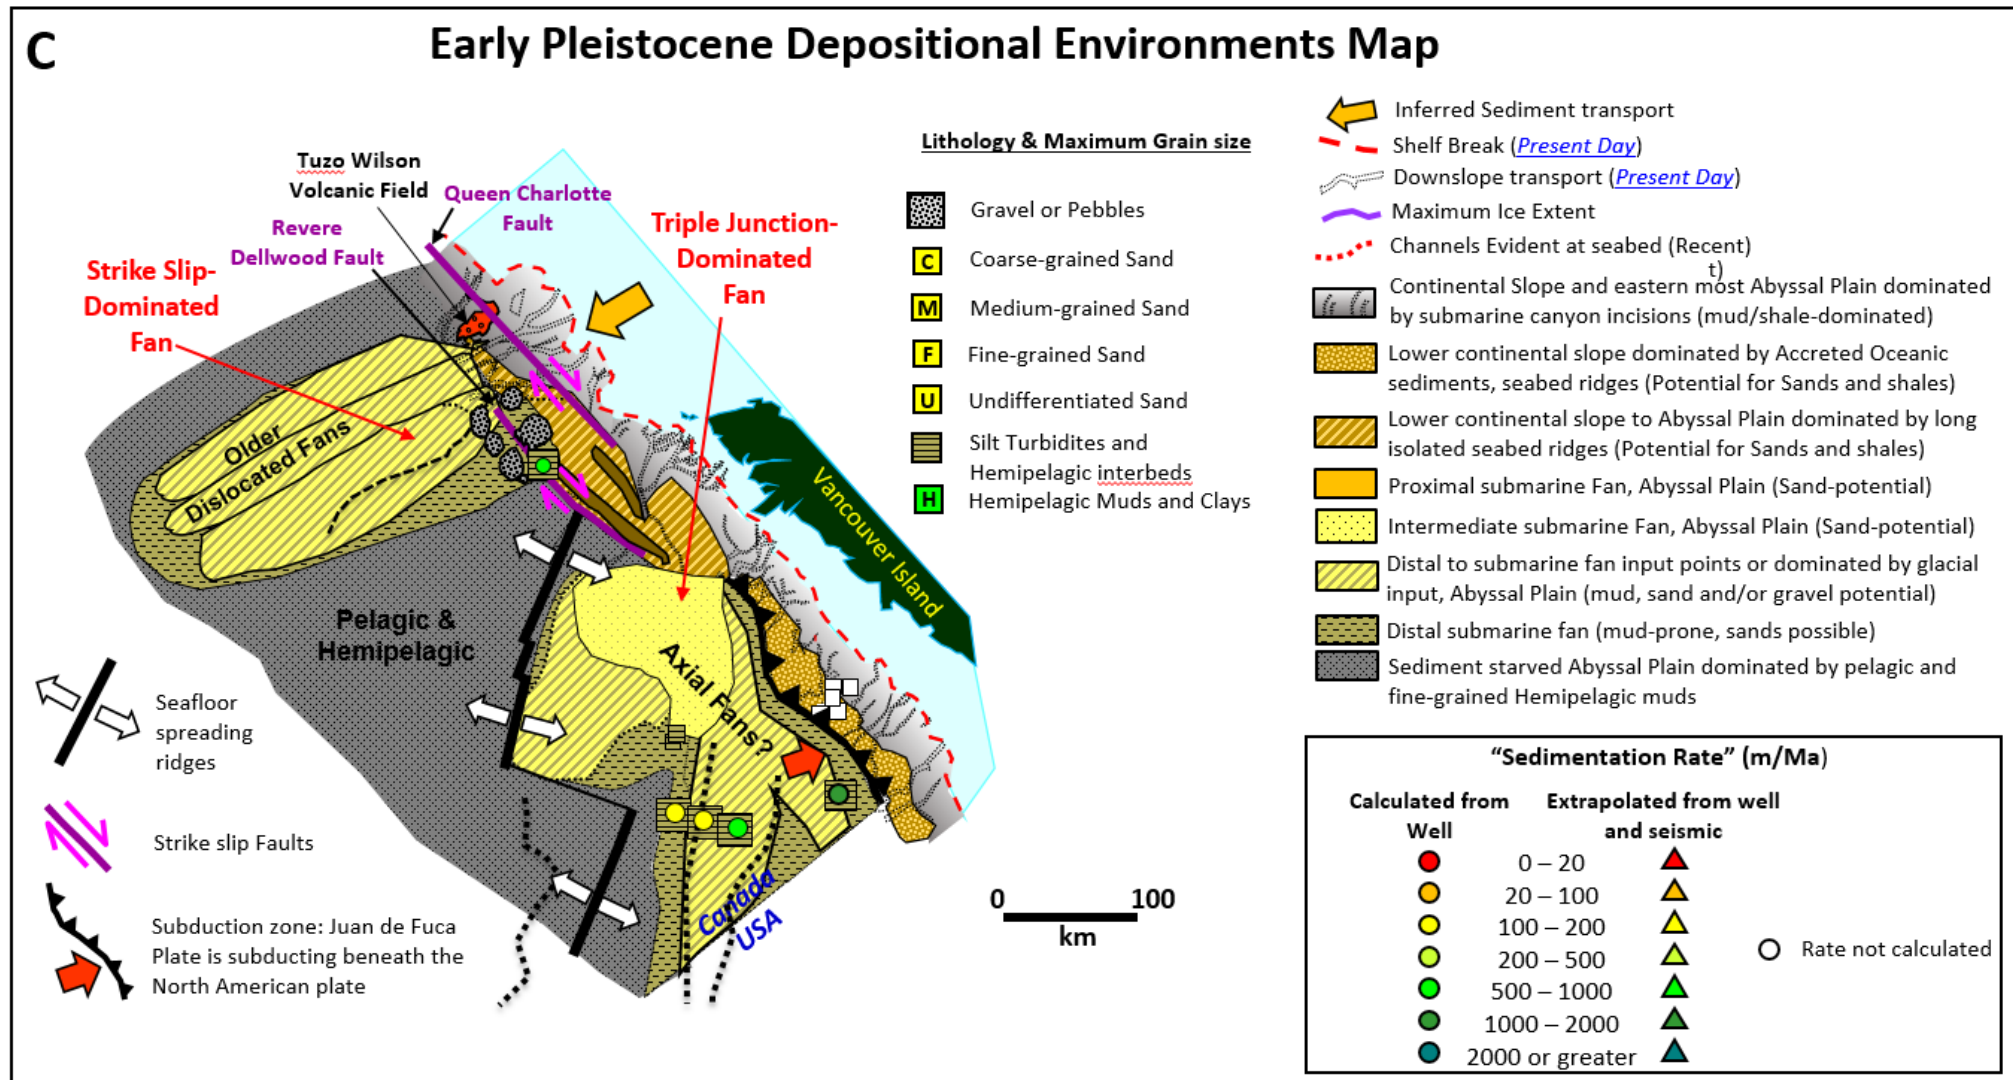 C
Early Pleistocene Depositional Environments Map
Tuzo Wilson
Volcanic Field
Queen Charlotte
Fault
Revere
Dellwood Fault
Strike Slip-
Dominated
Fan
Triple Junction-
Dominated
Fan
Older
Dislocated Fans
Pelagic &
Hemipelagic
Axial Fans?
Vancouver Island
Canada
USA
0 100
km
Seafloor
spreading
ridges
Strike slip Faults
Subduction zone: Juan de Fuca
Plate is subducting beneath the
North American plate
Lithology & Maximum Grain size
Gravel or Pebbles
C Coarse-grained Sand
M Medium-grained Sand
F Fine-grained Sand
U Undifferentiated Sand
Silt Turbidites and
Hemipelagic interbeds
H Hemipelagic Muds and Clays
Inferred Sediment transport
Shelf Break (Present Day)
Downslope transport (Present Day)
Maximum Ice Extent
Channels Evident at seabed (Recent)
t)
Continental Slope and eastern most Abyssal Plain dominated
by submarine canyon incisions (mud/shale-dominated)
Lower continental slope dominated by Accreted Oceanic
sediments, seabed ridges (Potential for Sands and shales)
Lower continental slope to Abyssal Plain dominated by long
isolated seabed ridges (Potential for Sands and shales)
Proximal submarine Fan, Abyssal Plain (Sand-potential)
Intermediate submarine Fan, Abyssal Plain (Sand-potential)
Distal to submarine fan input points or dominated by glacial
input, Abyssal Plain (mud, sand and/or gravel potential)
Distal submarine fan (mud-prone, sands possible)
Sediment starved Abyssal Plain dominated by pelagic and
fine-grained Hemipelagic muds
“Sedimentation Rate” (m/Ma)
Calculated from
Well
Extrapolated from well
and seismic
0 – 20
20 – 100
100 – 200
200 – 500
500 – 1000
1000 – 2000
2000 or greater
Rate not calculated